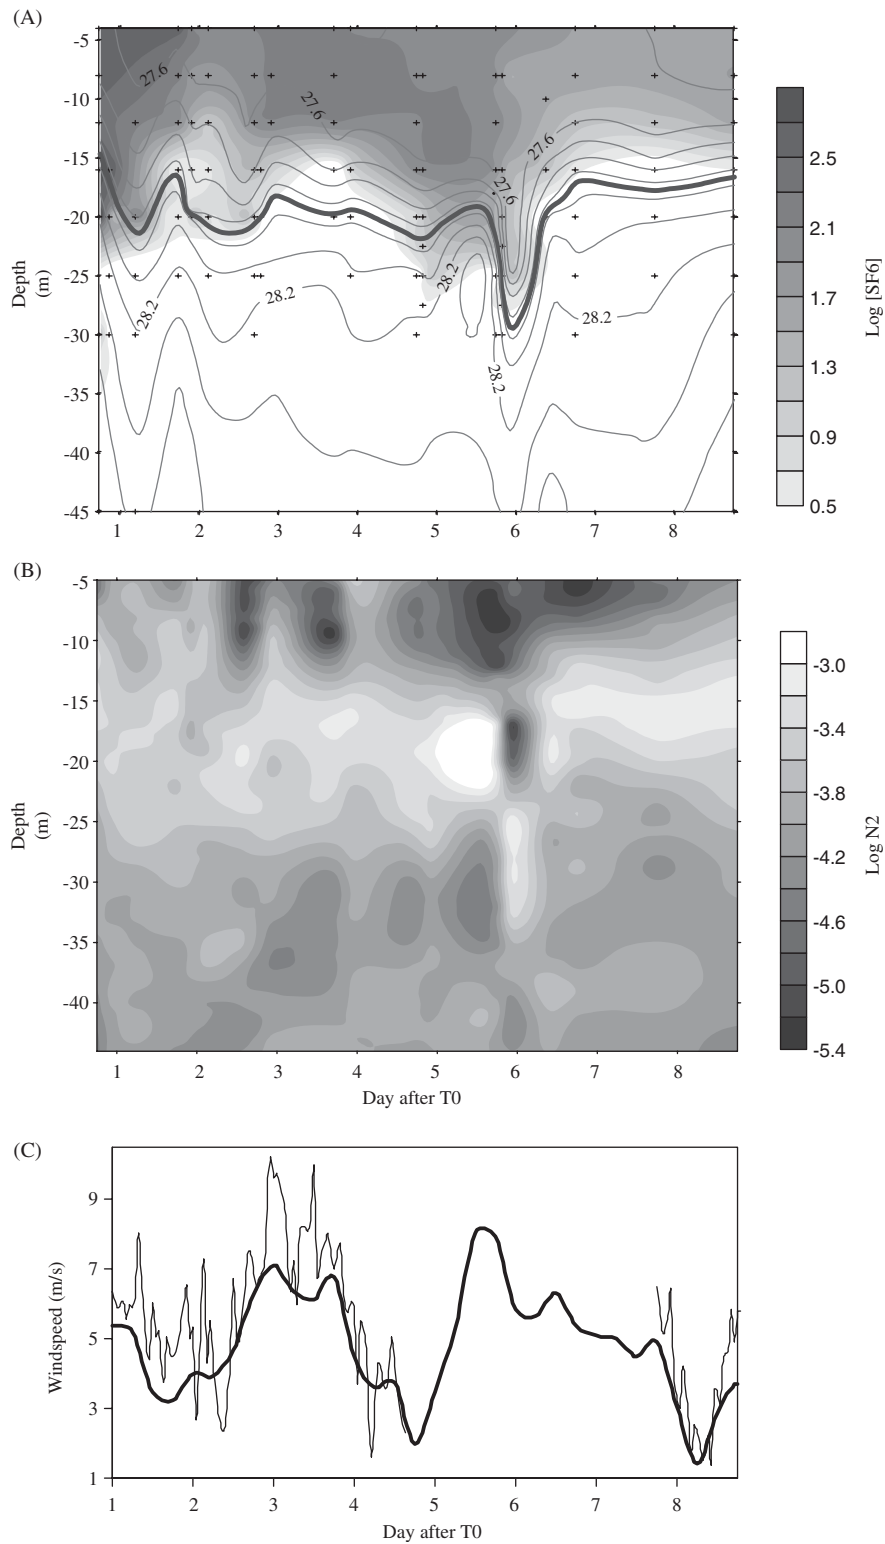 (A)
-5
-10
-15
-20
-25
-30
-35
-40
-45
Depth
(m)
27.6
27.6
27.6
27.6
28.2
28.2
28.2
28.2
28.2
1 2 3 4 5 6 7 8
2.5
2.1
1.7
1.3
0.9
0.5
Log [SF6]
(B)
-5
-10
-15
-20
-25
-30
-35
-40
Depth
(m)
1 2 3 4 5 6 7 8
Day after T0
-3.0
-3.4
-3.8
-4.2
-4.6
-5.0
-5.4
Log N2
(C)
9
7
5
3
1
Windspeed (m/s)
1 2 3 4 5 6 7 8
Day after T0